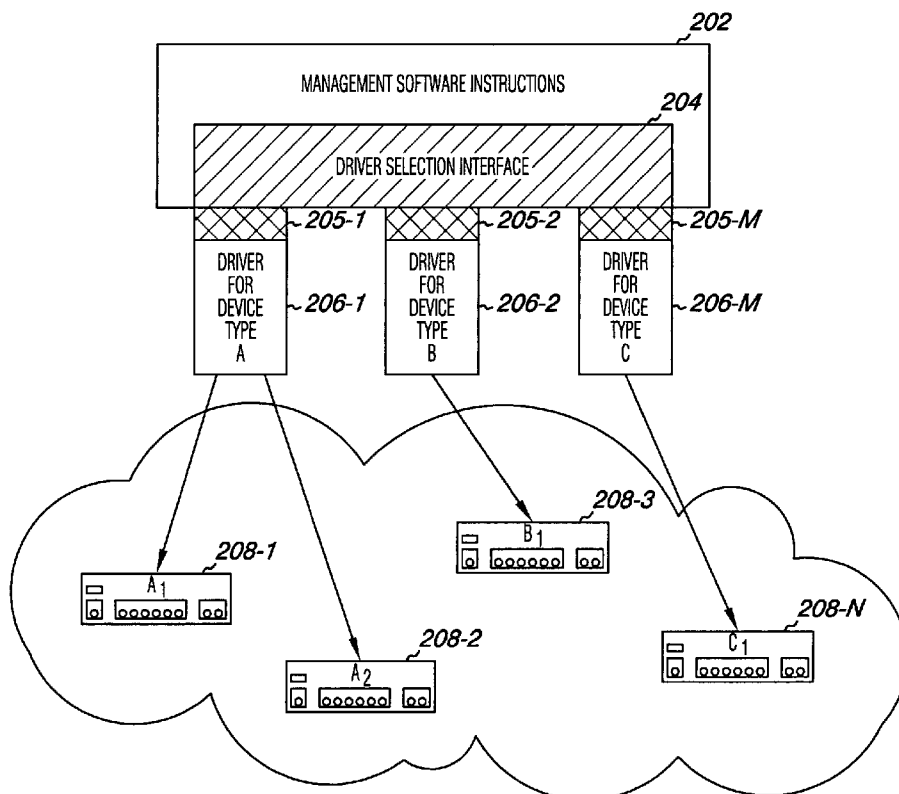 202
MANAGEMENT SOFTWARE INSTRUCTIONS
204
DRIVER SELECTION INTERFACE
205-1
205-2
205-M
DRIVER
FOR
DEVICE
TYPE
A
206-1
DRIVER
FOR
DEVICE
TYPE
B
206-2
DRIVER
FOR
DEVICE
TYPE
C
206-M
208-3
B1
208-1
A1
208-N
C1
208-2
A2